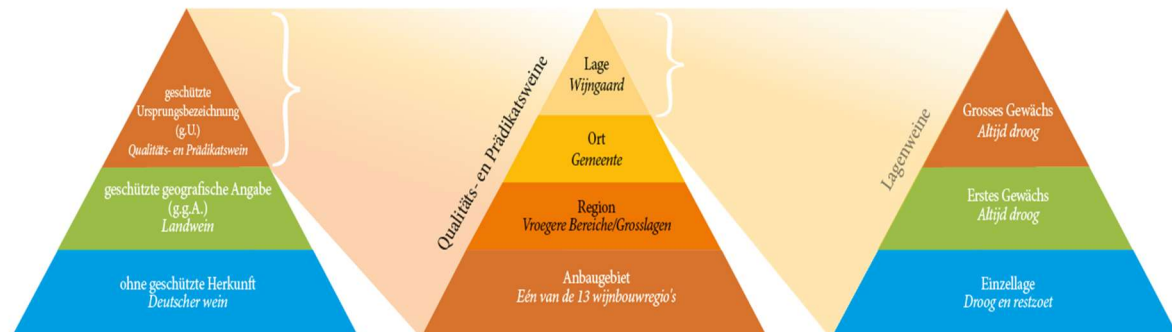 geschützte
Ursprungsbezeichnung
(g.U.)
Qualitäts- en Prädikatswein
geschützte geografische Angabe
(g.g.A.)
Landwein
ohne geschützte Herkunft
Deutscher wein
Qualitäts- en Prädikatsweine
Lage
Wijngaard
Ort
Gemeente
Region
Vroegere Bereiche/Grosslagen
Anbaugebiet
Eén van de 13 wijnbouwregio's
Lagenweine
Grosses Gewächs
Altijd droog
Erstes Gewächs
Altijd droog
Einzellage
Droog en restzoet